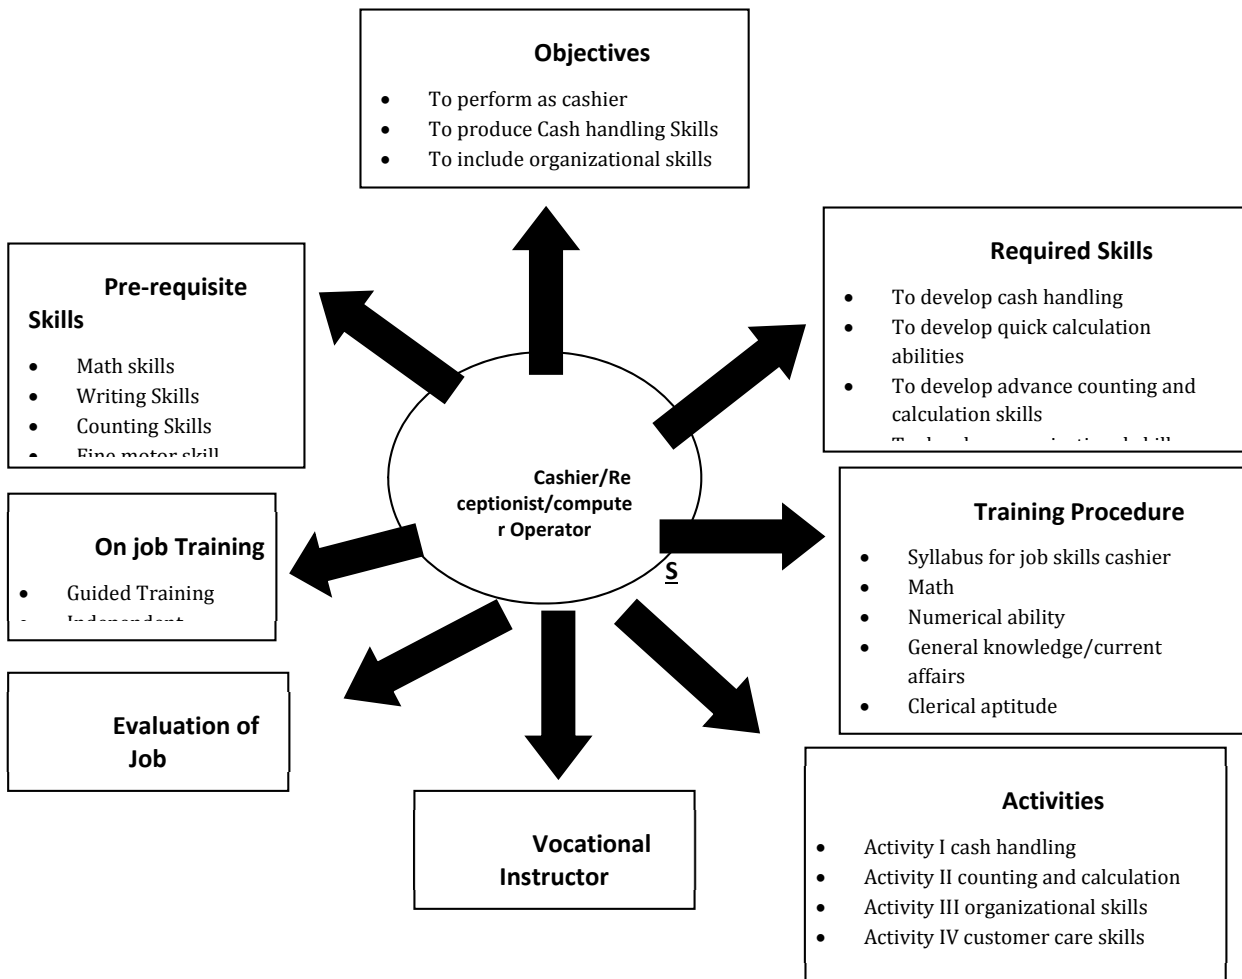 Objectives
• To perform as cashier
• To produce Cash handling Skills
• To include organizational skills
Pre-requisite
Skills
• Math skills
• Writing Skills
• Counting Skills
• Fine motor skill
Required Skills
• To develop cash handling
• To develop quick calculation
abilities
• To develop advance counting and
calculation skills
Cashier/Re
ceptionist/compute
r Operator
S
On job Training
• Guided Training
• Independent
Training Procedure
• Syllabus for job skills cashier
• Math
• Numerical ability
• General knowledge/current
affairs
• Clerical aptitude
Evaluation of
Job
Vocational
Instructor
Activities
• Activity I cash handling
• Activity II counting and calculation
• Activity III organizational skills
• Activity IV customer care skills